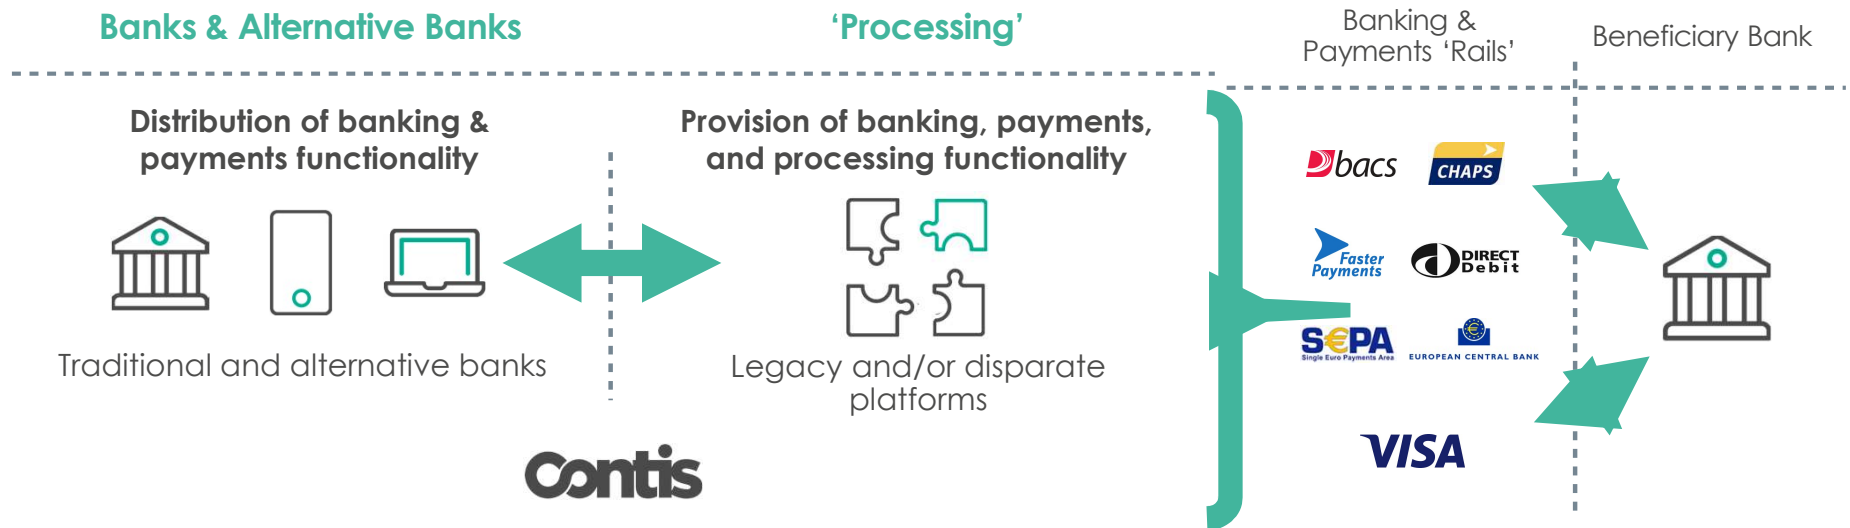 Banks & Alternative Banks
‘Processing’
Banking &
Payments ‘Rails’
Beneficiary Bank
Distribution of banking &
payments functionality
Provision of banking, payments,
and processing functionality
Traditional and alternative banks
Legacy and/or disparate
platforms
Contis
bacs
CHAPS
Faster
Payments
DIRECT
Debit
S€PA
Single Euro Payments Area
EUROPEAN CENTRAL BANK
VISA